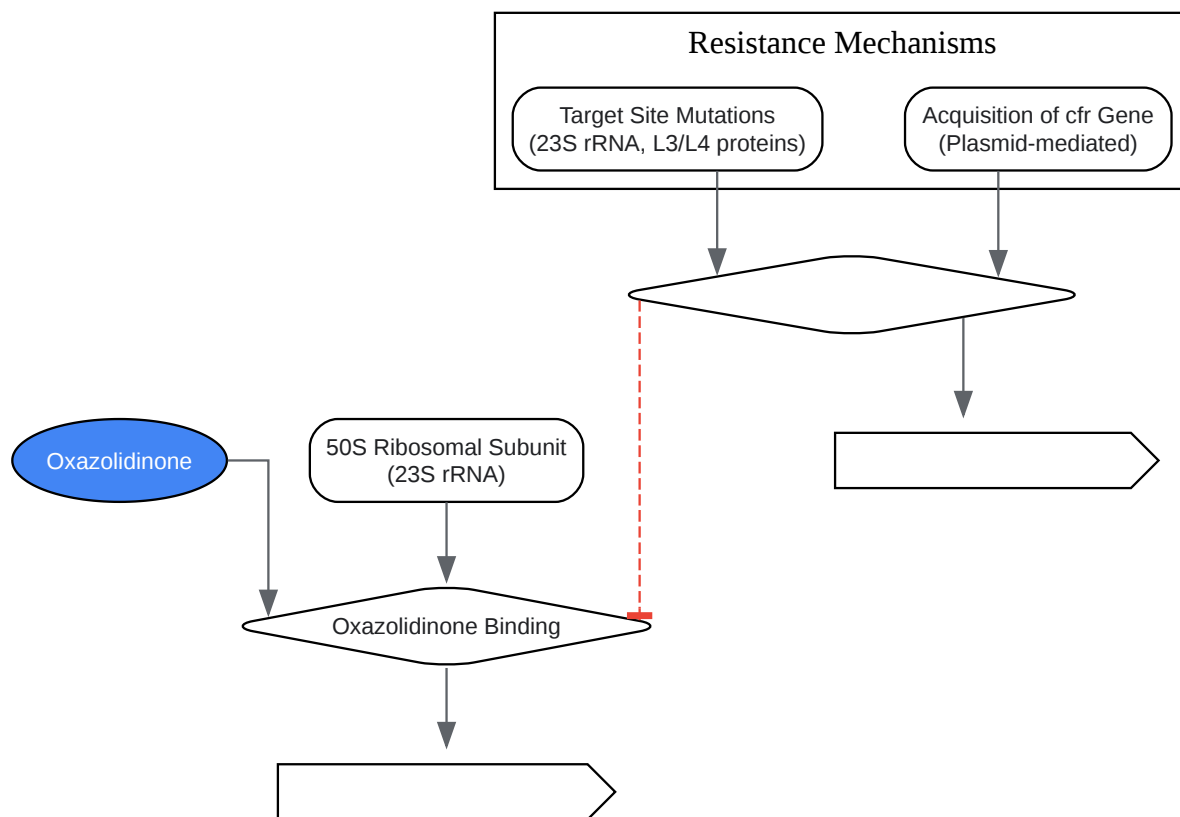 Resistance Mechanisms
Target Site Mutations
(23S rRNA, L3/L4 proteins)
Acquisition of cfr Gene
(Plasmid-mediated)
Oxazolidinone
50S Ribosomal Subunit
(23S rRNA)
Oxazolidinone Binding